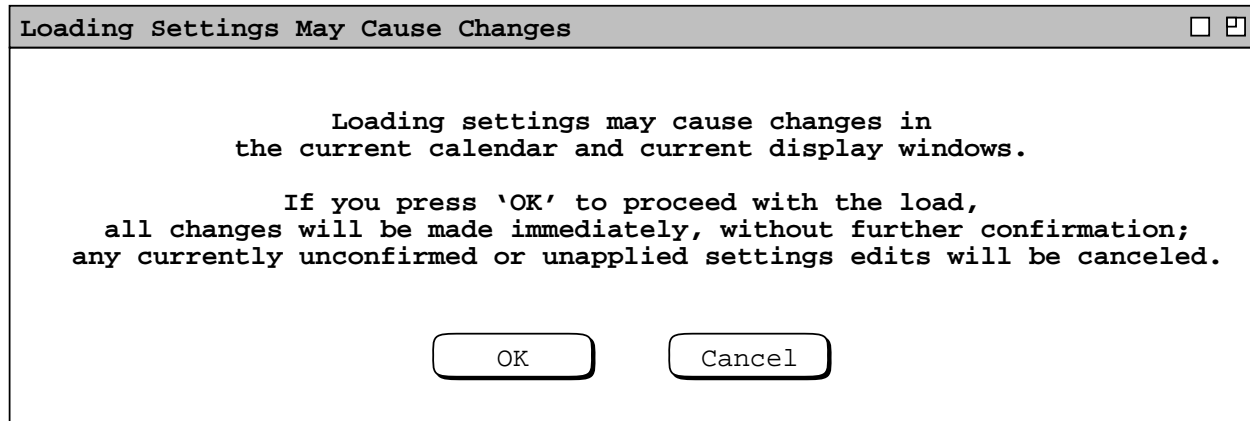 Loading Settings May Cause Changes
Loading settings may cause changes in
the current calendar and current display windows.
If you press ‘OK’ to proceed with the load,
all changes will be made immediately, without further confirmation;
any currently unconfirmed or unapplied settings edits will be canceled.
OK Cancel